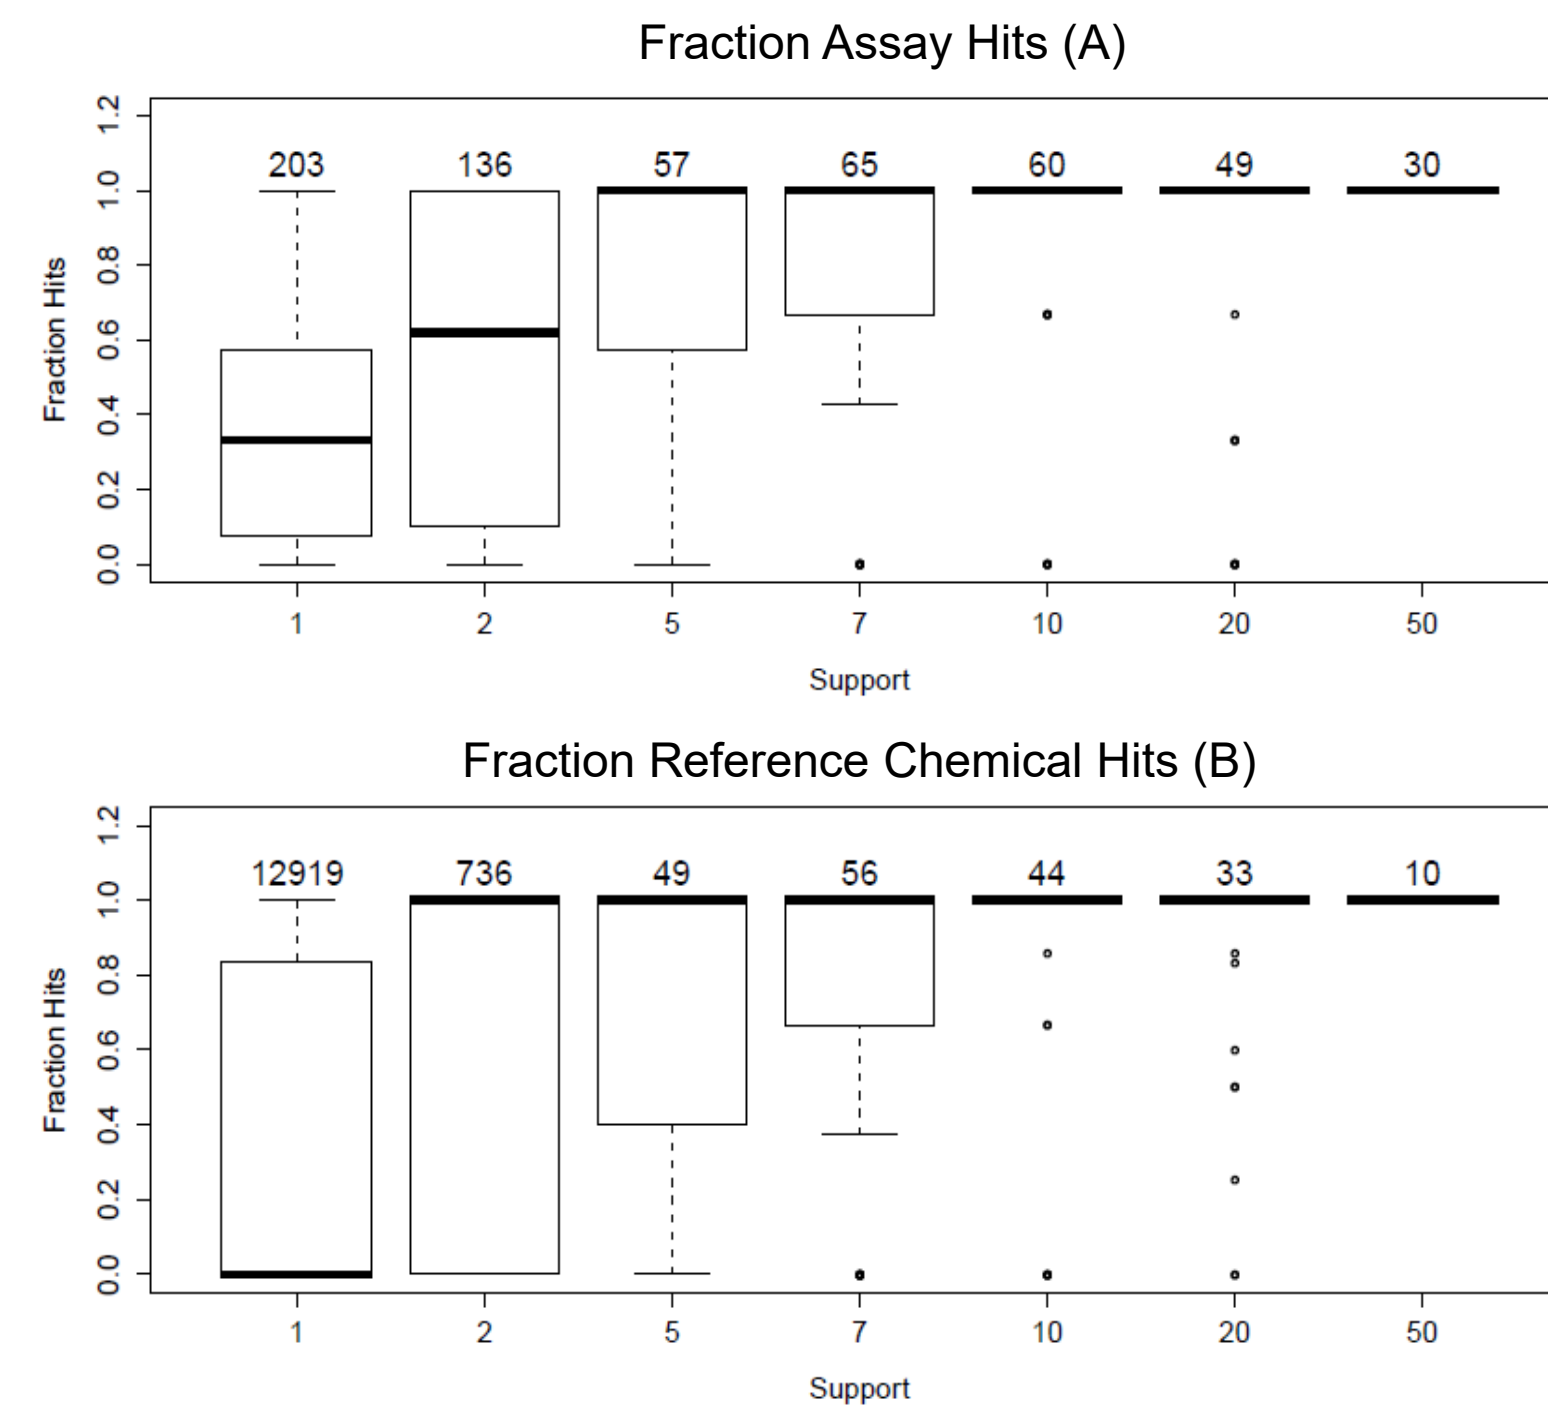 Fraction Assay Hits (A)
1.2
1.0
0.8
0.6
0.4
0.2
0.0
Fraction Hits
203 136 57 65 60 49 30
1 2 5 7 10 20 50
Support
Fraction Reference Chemical Hits (B)
1.2
1.0
0.8
0.6
0.4
0.2
0.0
Fraction Hits
12919 736 49 56 44 33 10
1 2 5 7 10 20 50
Support